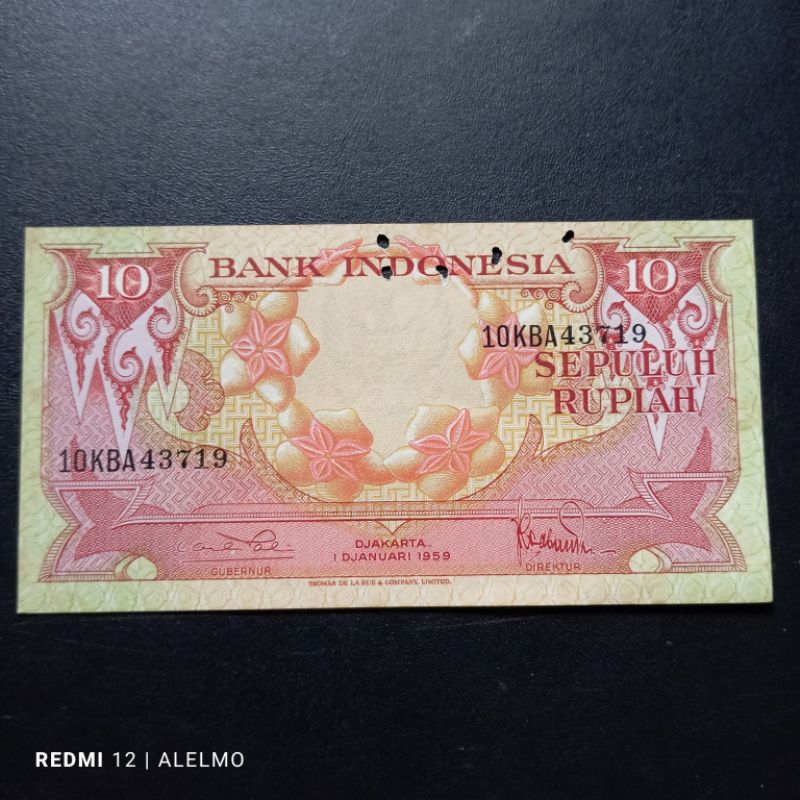 10
BANK INDONESIA
10
10KBA43719
SEPULUH
RUPIAH
10KBA43719
DJAKARTA.
1 DJANUARI 1959
GUBERNUR
DIREKTUR
THOMAS DE LA RUE & COMPANY, LIMITED.
REDMI 12 | ALELMO